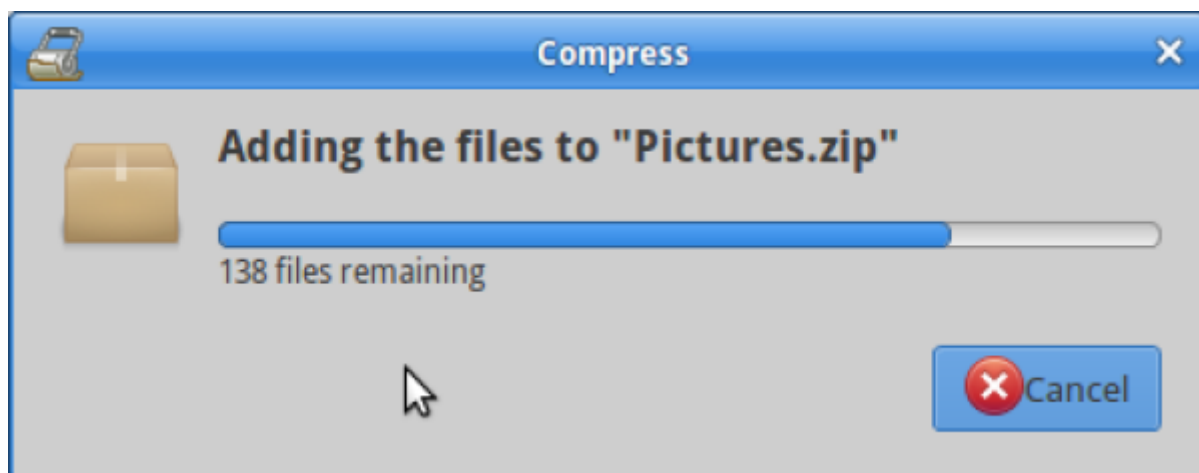 Compress
Adding the files to "Pictures.zip"
138 files remaining
Cancel